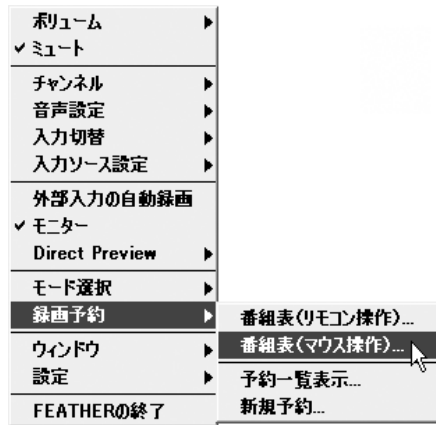 ボリューム
ミュート
チャンネル
音声設定
入力切替
入力ソース設定
外部入力の自動録画
モニター
Direct Preview
モード選択
録画予約
ウィンドウ
設定
FEATHERの終了
番組表(リモコン操作)...
番組表(マウス操作)...
予約一覧表示...
新規予約...